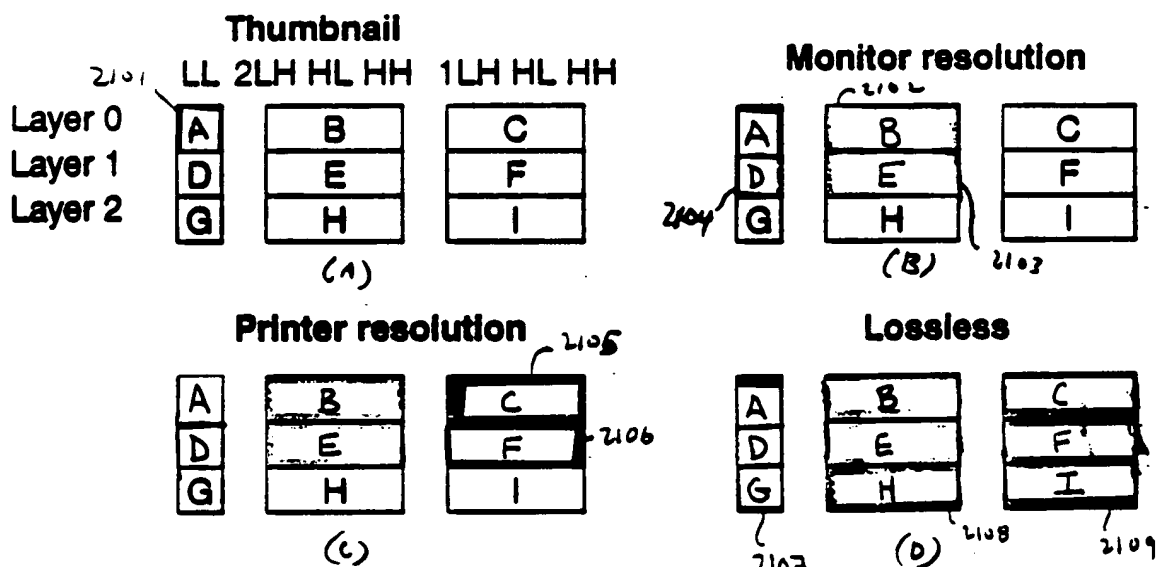 Thumbnail
2101 LL 2LH HL HH 1LH HL HH
Layer 0 A B C
Layer 1 D E F
Layer 2 G H I
(A)
Monitor resolution
2102
A B C
D E F
2104 G H I
(B) 2103
Printer resolution
2105
A B C
D E F 2106
G H I
(C)
Lossless
A B C
D E F
G H I
2107 (D) 2108 2109